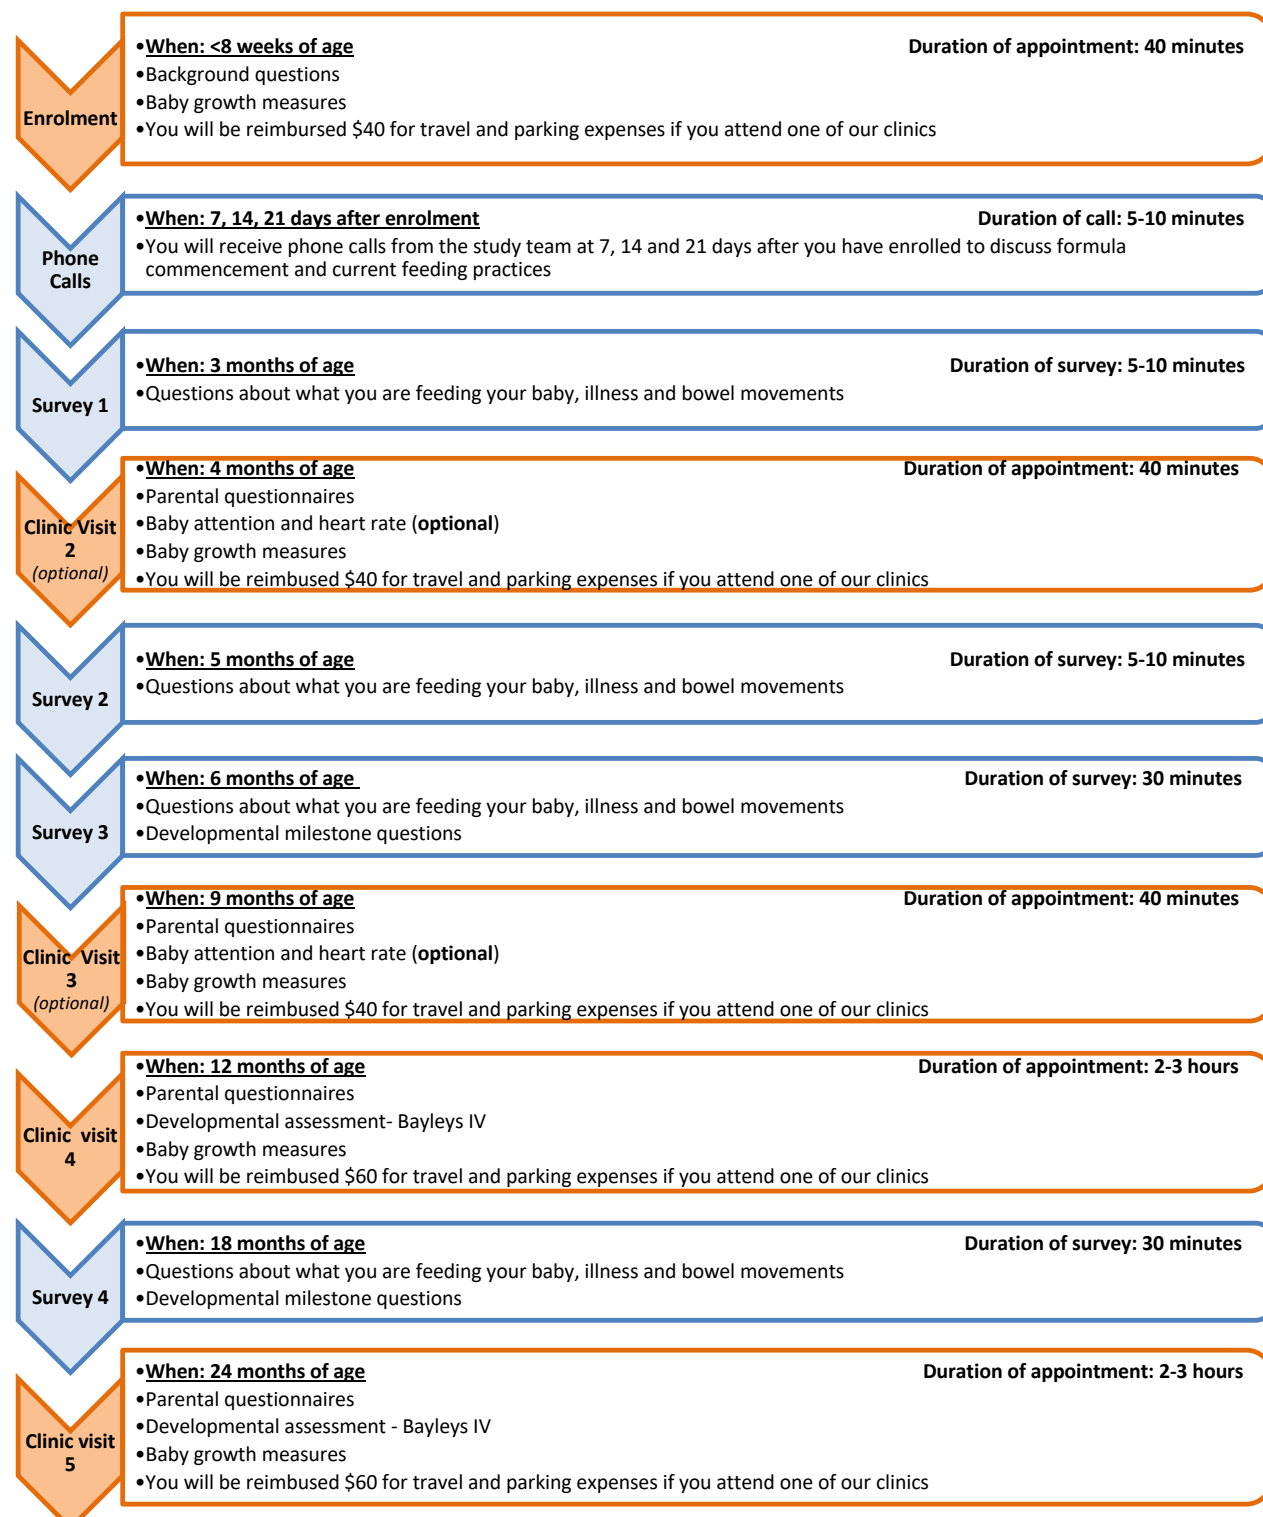 Enrolment
•When: <8 weeks of age Duration of appointment: 40 minutes
•Background questions
•Baby growth measures
•You will be reimbursed $40 for travel and parking expenses if you attend one of our clinics
Phone
Calls
•When: 7, 14, 21 days after enrolment Duration of call: 5-10 minutes
•You will receive phone calls from the study team at 7, 14 and 21 days after you have enrolled to discuss formula
commencement and current feeding practices
Survey 1
•When: 3 months of age Duration of survey: 5-10 minutes
•Questions about what you are feeding your baby, illness and bowel movements
Clinic Visit
2
(optional)
•When: 4 months of age Duration of appointment: 40 minutes
•Parental questionnaires
•Baby attention and heart rate (optional)
•Baby growth measures
•You will be reimbused $40 for travel and parking expenses if you attend one of our clinics
Survey 2
•When: 5 months of age Duration of survey: 5-10 minutes
•Questions about what you are feeding your baby, illness and bowel movements
Survey 3
•When: 6 months of age Duration of survey: 30 minutes
•Questions about what you are feeding your baby, illness and bowel movements
•Developmental milestone questions
Clinic Visit
3
(optional)
•When: 9 months of age Duration of appointment: 40 minutes
•Parental questionnaires
•Baby attention and heart rate (optional)
•Baby growth measures
•You will be reimbused $40 for travel and parking expenses if you attend one of our clinics
Clinic visit
4
•When: 12 months of age Duration of appointment: 2-3 hours
•Parental questionnaires
•Developmental assessment- Bayleys IV
•Baby growth measures
•You will be reimbused $60 for travel and parking expenses if you attend one of our clinics
Survey 4
•When: 18 months of age Duration of survey: 30 minutes
•Questions about what you are feeding your baby, illness and bowel movements
•Developmental milestone questions
Clinic visit
5
•When: 24 months of age Duration of appointment: 2-3 hours
•Parental questionnaires
•Developmental assessment - Bayleys IV
•Baby growth measures
•You will be reimbused $60 for travel and parking expenses if you attend one of our clinics